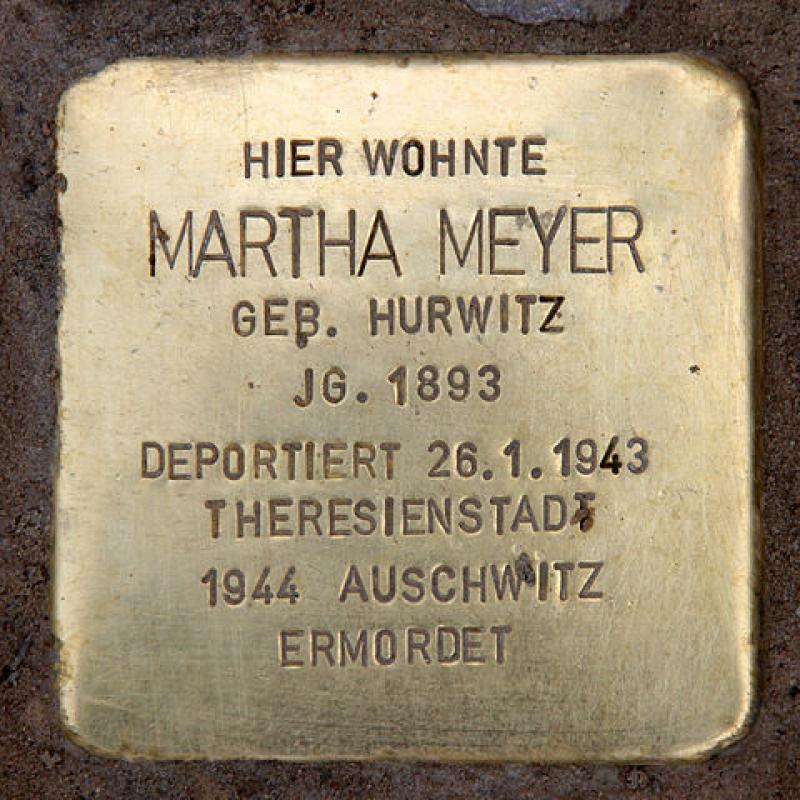 HIER WOHNTE
MARTHA MEYER
GEB. HURWITZ
JG. 1893
DEPORTIERT 26.1.1943
THERESIENSTADT
1944 AUSCHWITZ
ERMORDET